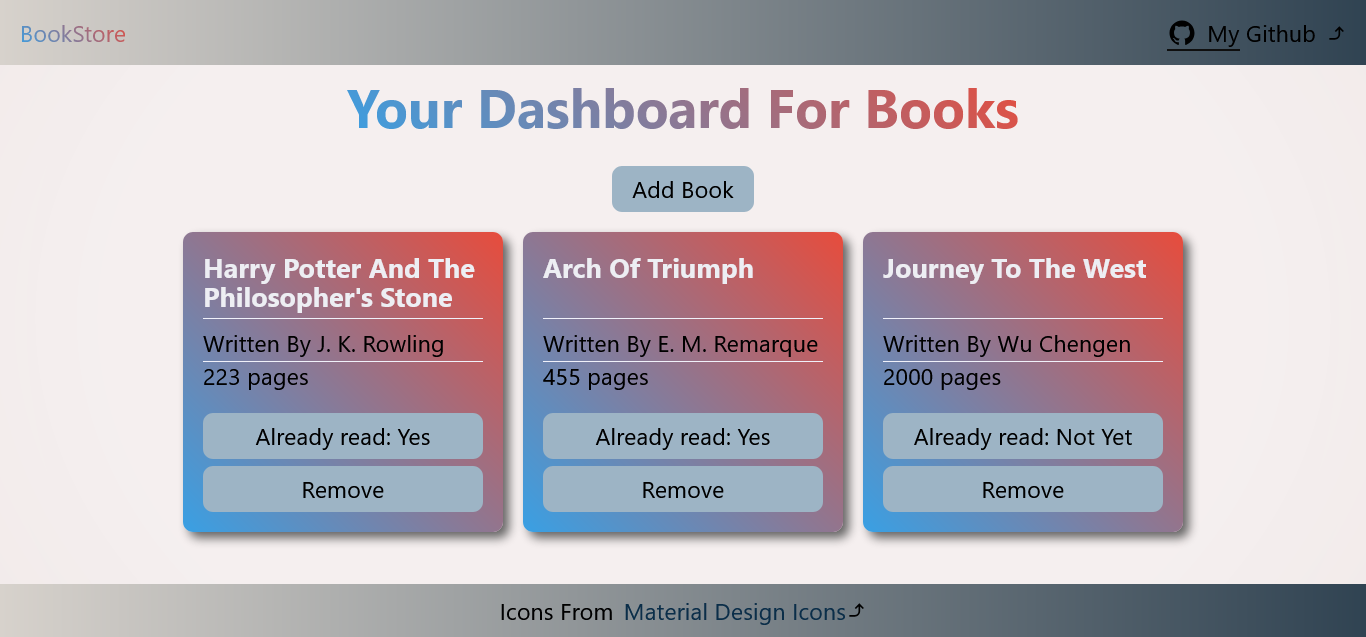 BookStore
My Github
Your Dashboard For Books
Add Book
Harry Potter And The
Philosopher's Stone
Written By J. K. Rowling
223 pages
Already read: Yes
Remove
Arch Of Triumph
Written By E. M. Remarque
455 pages
Already read: Yes
Remove
Journey To The West
Written By Wu Chengen
2000 pages
Already read: Not Yet
Remove
Icons From Material Design Icons